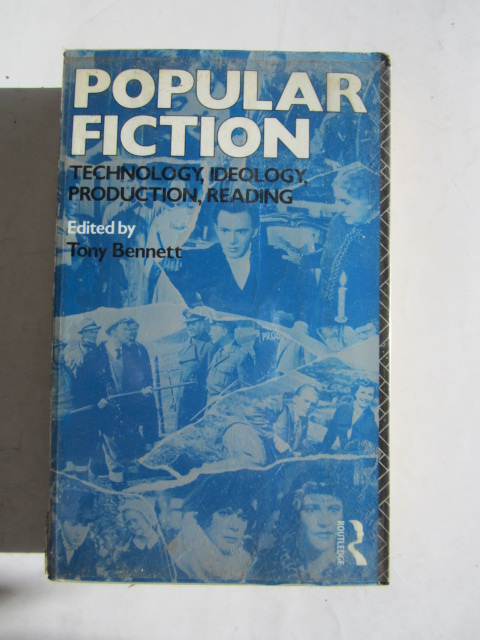 POPULAR
FICTION
TECHNOLOGY, IDEOLOGY,
PRODUCTION, READING
Edited by
Tony Bennett
ROUTLEDGE